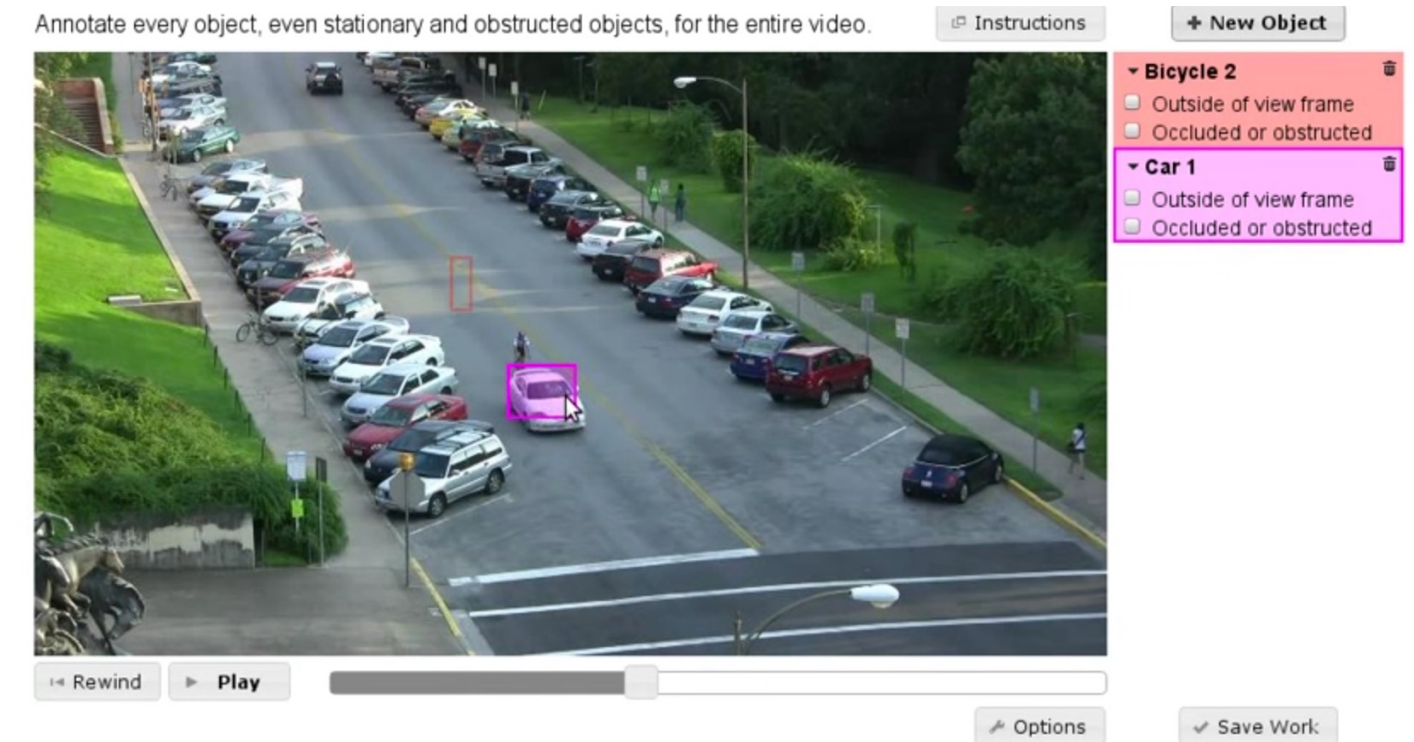 Annotate every object, even stationary and obstructed objects, for the entire video.
Instructions
New Object
Bicycle 2
Outside of view frame
Occluded or obstructed
Car 1
Outside of view frame
Occluded or obstructed
Rewind
Play
Options
Save Work